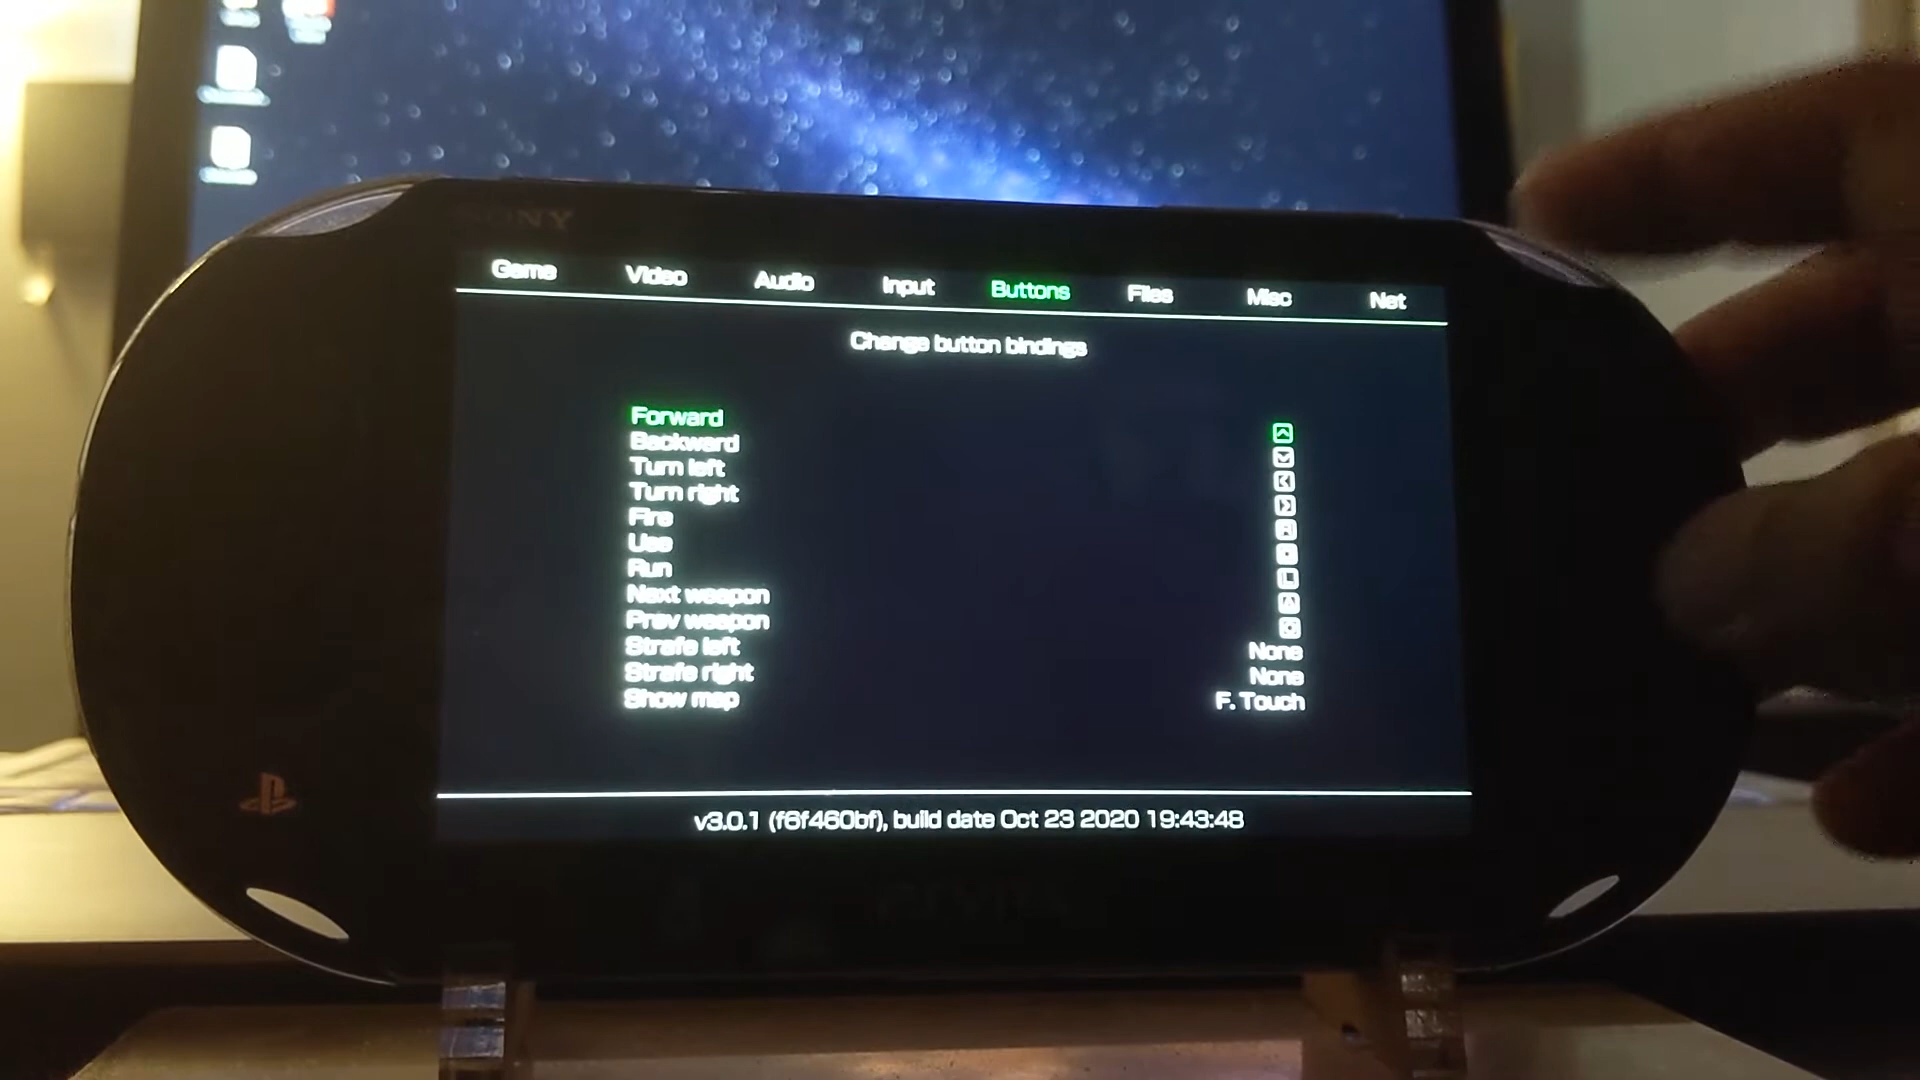 SONY
Game Video Audio Input Buttons Files Misc Net
Change button bindings
Forward
Backward
Turn left
Turn right
Fire R
Use
Run L
Next weapon
Prev weapon
Strafe left None
Strafe right None
Show map F. Touch
v3.0.1 (f6f460bf), build date Oct 23 2020 19:43:48
PSVITA